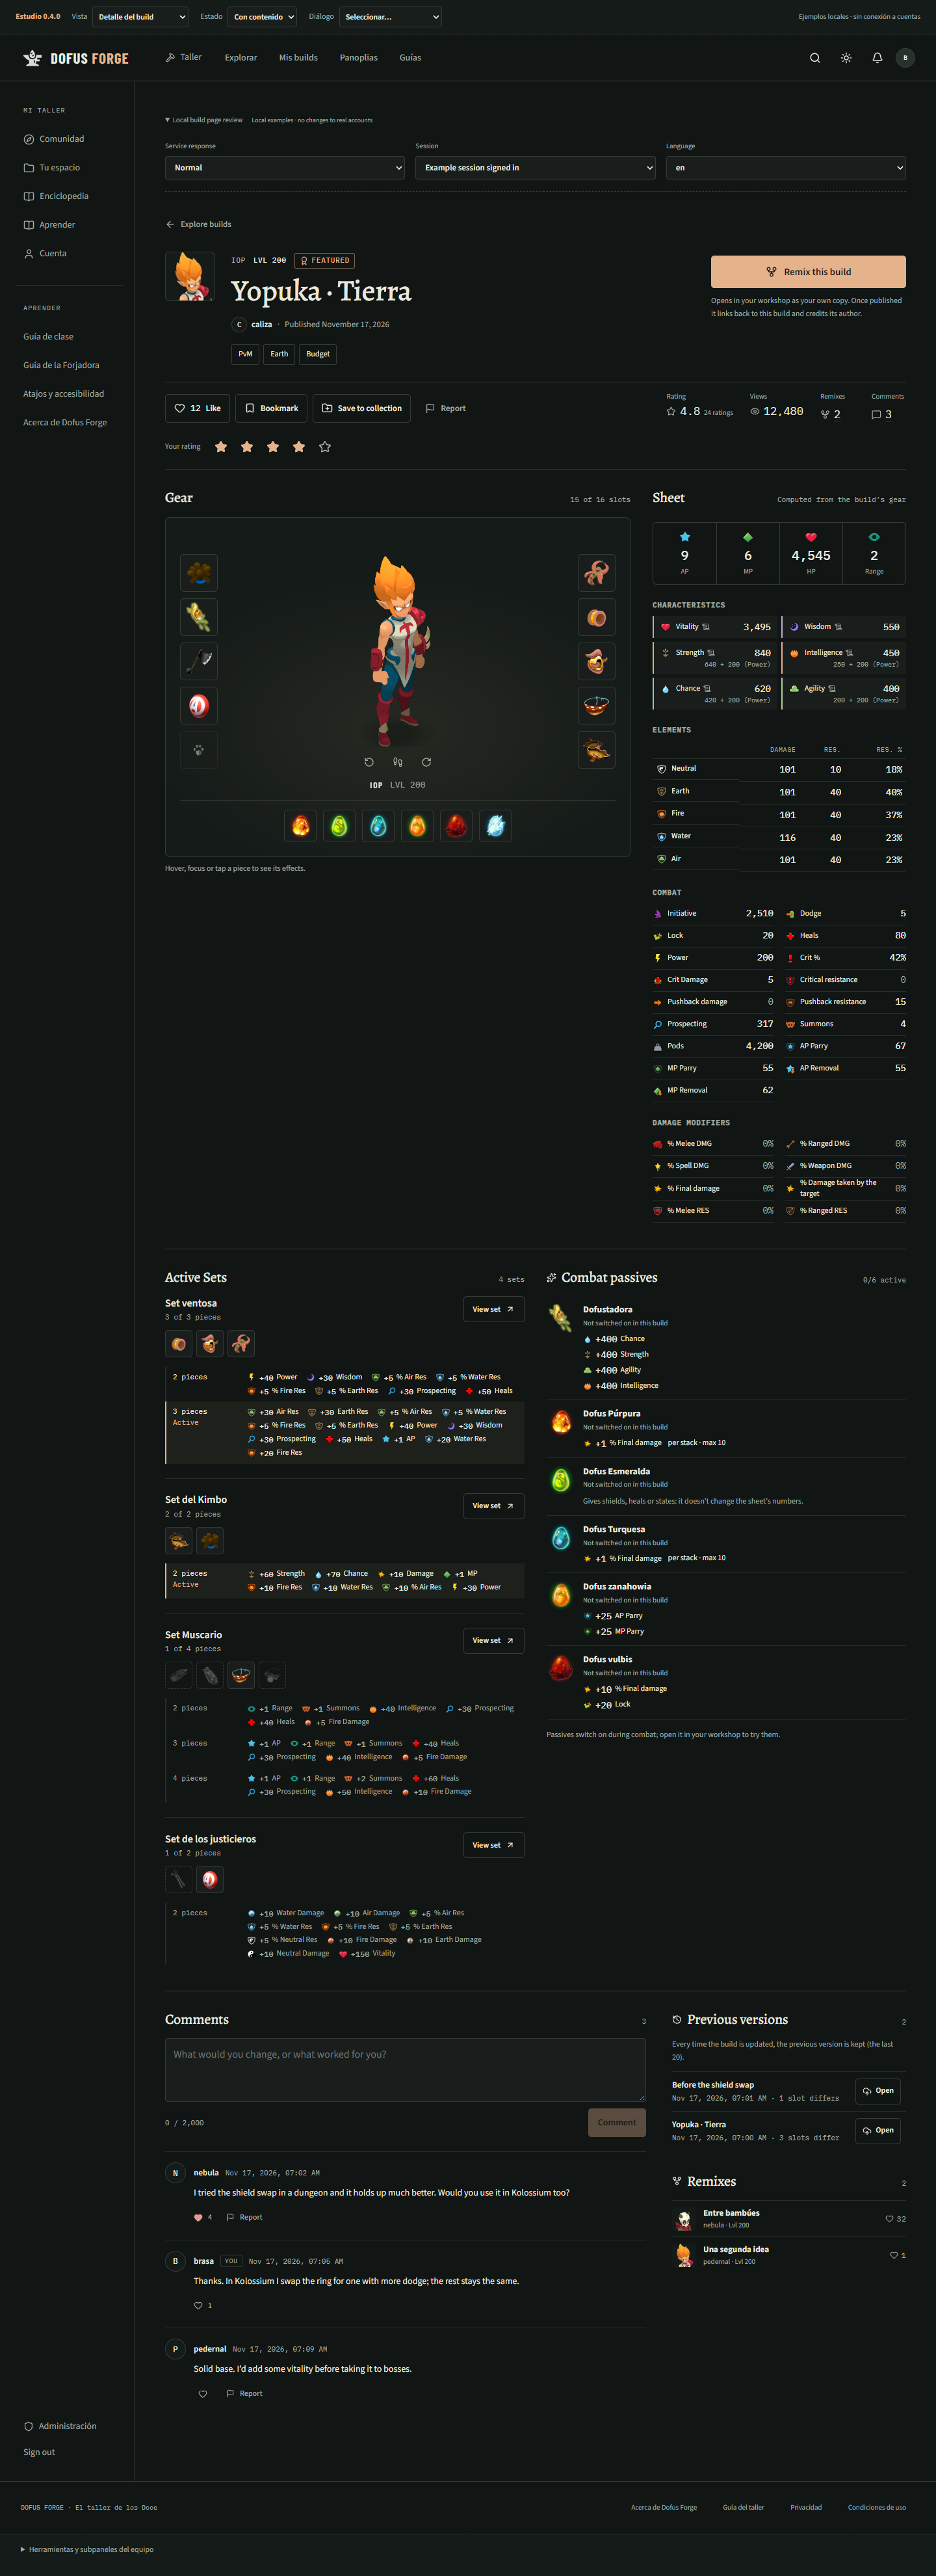 Estudio 0.4.0 Vista Detalle del build Estado Con contenido Diálogo Seleccionar... Ejemplos locales · sin conexión a cuentas
DOFUS FORGE Taller Explorar Mis builds Panoplias Guías B
MI TALLER
Comunidad
Tu espacio
Enciclopedia
Aprender
Cuenta
APRENDER
Guía de clase
Guía de la Forjadora
Atajos y accesibilidad
Acerca de Dofus Forge
Administración
Sign out
▼ Local build page review Local examples · no changes to real accounts
Service response Session Language
Normal Example session signed in en
← Explore builds
IOP LVL 200 FEATURED
Yopuka · Tierra
C caliza · Published November 17, 2026
PvM Earth Budget
Remix this build
Opens in your workshop as your own copy. Once published
it links back to this build and credits its author.
12 Like Bookmark Save to collection Report
Rating Views Remixes Comments
4.8 24 ratings 12,480 2 3
Your rating
Gear 15 of 16 slots
IOP LVL 200
Hover, focus or tap a piece to see its effects.
Sheet Computed from the build's gear
9 6 4,545 2
AP MP HP Range
CHARACTERISTICS
Vitality 3,495 Wisdom 550
Strength 840 Intelligence 450
640 + 200 (Power) 250 + 200 (Power)
Chance 620 Agility 400
420 + 200 (Power) 200 + 200 (Power)
ELEMENTS
DAMAGE RES. RES. %
Neutral 101 10 18%
Earth 101 40 40%
Fire 101 40 37%
Water 116 40 23%
Air 101 40 23%
COMBAT
Initiative 2,510 Dodge 5
Lock 20 Heals 80
Power 200 Crit % 42%
Crit Damage 5 Critical resistance 0
Pushback damage 0 Pushback resistance 15
Prospecting 317 Summons 4
Pods 4,200 AP Parry 67
MP Parry 55 AP Removal 55
MP Removal 62
DAMAGE MODIFIERS
% Melee DMG 0% % Ranged DMG 0%
% Spell DMG 0% % Weapon DMG 0%
% Final damage 0% % Damage taken by the target 0%
% Melee RES 0% % Ranged RES 0%
Active Sets 4 sets
Set ventosa View set
3 of 3 pieces
2 pieces +40 Power +30 Wisdom +5 % Air Res +5 % Water Res
+5 % Fire Res +5 % Earth Res +30 Prospecting +50 Heals
3 pieces +30 Air Res +30 Earth Res +5 % Air Res +5 % Water Res
Active +5 % Fire Res +5 % Earth Res +40 Power +30 Wisdom
+30 Prospecting +50 Heals +1 AP +20 Water Res
+20 Fire Res
Set del Kimbo View set
2 of 2 pieces
2 pieces +60 Strength +70 Chance +10 Damage +1 MP
Active +10 Fire Res +10 Water Res +10 % Air Res +30 Power
Set Muscario View set
1 of 4 pieces
2 pieces +1 Range +1 Summons +40 Intelligence +30 Prospecting
+40 Heals +5 Fire Damage
3 pieces +1 AP +1 Range +1 Summons +40 Heals
+30 Prospecting +40 Intelligence +5 Fire Damage
4 pieces +1 AP +1 Range +2 Summons +60 Heals
+30 Prospecting +50 Intelligence +10 Fire Damage
Set de los justicieros View set
1 of 2 pieces
2 pieces +10 Water Damage +10 Air Damage +5 % Air Res
+5 % Water Res +5 % Fire Res +5 % Earth Res
+5 % Neutral Res +10 Fire Damage +10 Earth Damage
+10 Neutral Damage +150 Vitality
Combat passives 0/6 active
Dofustadora
Not switched on in this build
+400 Chance
+400 Strength
+400 Agility
+400 Intelligence
Dofus Púrpura
Not switched on in this build
+1 % Final damage per stack · max 10
Dofus Esmeralda
Not switched on in this build
Gives shields, heals or states: it doesn't change the sheet's numbers.
Dofus Turquesa
Not switched on in this build
+1 % Final damage per stack · max 10
Dofus zanahowia
Not switched on in this build
+25 AP Parry
+25 MP Parry
Dofus vulbis
Not switched on in this build
+10 % Final damage
+20 Lock
Passives switch on during combat; open it in your workshop to try them.
Comments 3
What would you change, or what worked for you?
0 / 2,000 Comment
N nebula Nov 17, 2026, 07:02 AM
I tried the shield swap in a dungeon and it holds up much better. Would you use it in Kolossium too?
4 Report
B brasa YOU Nov 17, 2026, 07:05 AM
Thanks. In Kolossium I swap the ring for one with more dodge; the rest stays the same.
1
P pedernal Nov 17, 2026, 07:09 AM
Solid base. I'd add some vitality before taking it to bosses.
Report
Previous versions 2
Every time the build is updated, the previous version is kept (the last
20).
Before the shield swap Open
Nov 17, 2026, 07:01 AM · 1 slot differs
Yopuka · Tierra Open
Nov 17, 2026, 07:00 AM · 3 slots differ
Remixes 2
Entre bambúes 32
nebula · Lvl 200
Una segunda idea 1
pedernal · Lvl 200
DOFUS FORGE · El taller de los Doce Acerca de Dofus Forge Guía del taller Privacidad Condiciones de uso
▶ Herramientas y subpaneles del equipo